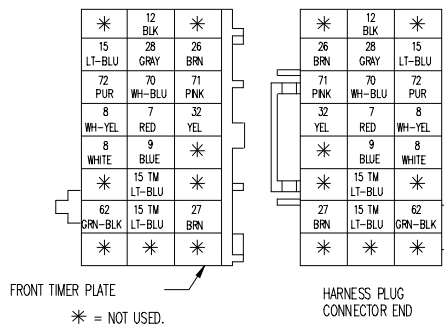 * 12 BLK *
15 LT-BLU 28 GRAY 26 BRN
72 PUR 70 WH-BLU 71 PINK
8 WH-YEL 7 RED 32 YEL
8 WHITE 9 BLUE *
* 15 TM LT-BLU *
62 GRN-BLK 15 TM LT-BLU 27 BRN
* * *
FRONT TIMER PLATE
* = NOT USED.
* 12 BLK *
26 BRN 28 GRAY 15 LT-BLU
71 PINK 70 WH-BLU 72 PUR
32 YEL 7 RED 8 WH-YEL
* 9 BLUE 8 WHITE
* 15 TM LT-BLU *
27 BRN 15 TM LT-BLU 62 GRN-BLK
* * *
HARNESS PLUG
CONNECTOR END